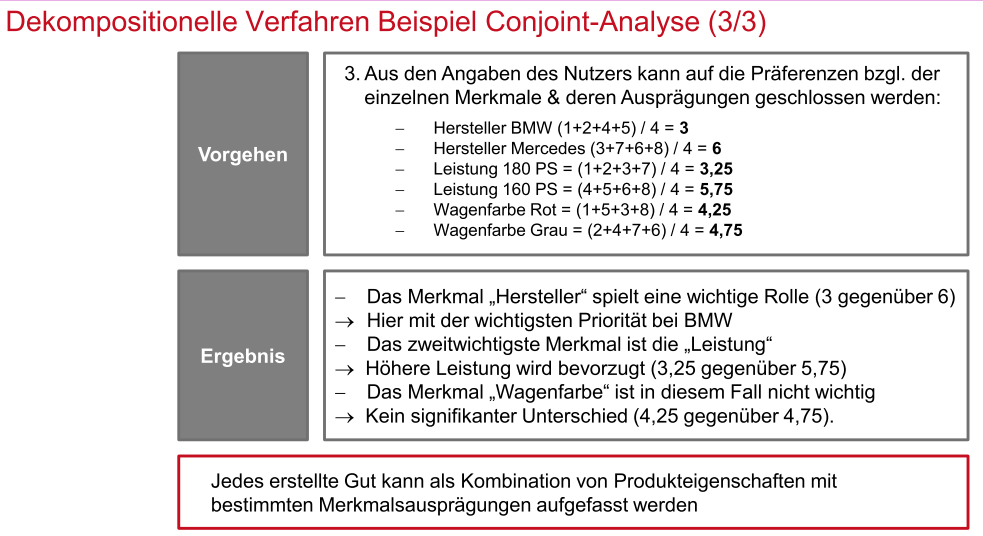 Dekompositionelle Verfahren Beispiel Conjoint-Analyse (3/3)
Vorgehen
3. Aus den Angaben des Nutzers kann auf die Präferenzen bzgl. der
einzelnen Merkmale & deren Ausprägungen geschlossen werden:
– Hersteller BMW (1+2+4+5) / 4 = 3
– Hersteller Mercedes (3+7+6+8) / 4 = 6
– Leistung 180 PS = (1+2+3+7) / 4 = 3,25
– Leistung 160 PS = (4+5+6+8) / 4 = 5,75
– Wagenfarbe Rot = (1+5+3+8) / 4 = 4,25
– Wagenfarbe Grau = (2+4+7+6) / 4 = 4,75
Ergebnis
– Das Merkmal „Hersteller“ spielt eine wichtige Rolle (3 gegenüber 6)
→ Hier mit der wichtigsten Priorität bei BMW
– Das zweitwichtigste Merkmal ist die „Leistung“
→ Höhere Leistung wird bevorzugt (3,25 gegenüber 5,75)
– Das Merkmal „Wagenfarbe“ ist in diesem Fall nicht wichtig
→ Kein signifikanter Unterschied (4,25 gegenüber 4,75).
Jedes erstellte Gut kann als Kombination von Produkteigenschaften mit
bestimmten Merkmalsausprägungen aufgefasst werden